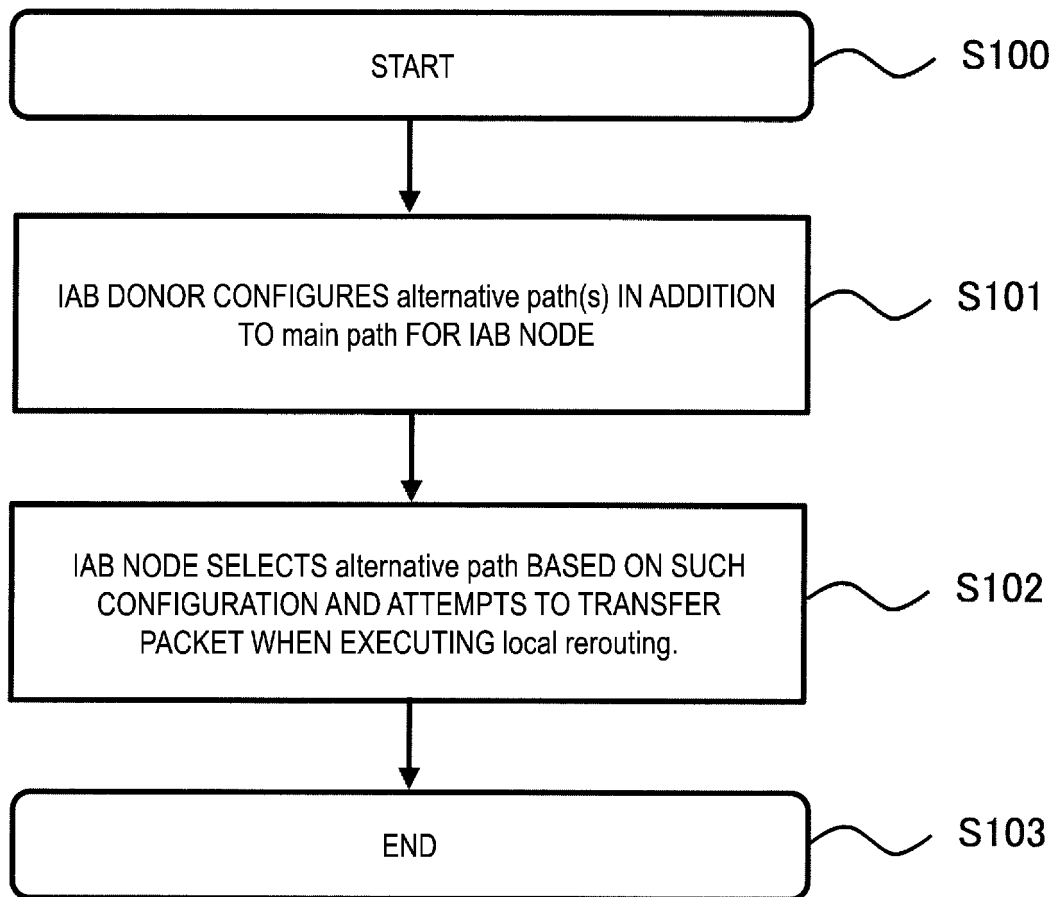 START
S100
IAB DONOR CONFIGURES alternative path(s) IN ADDITION
TO main path FOR IAB NODE
S101
IAB NODE SELECTS alternative path BASED ON SUCH
CONFIGURATION AND ATTEMPTS TO TRANSFER
PACKET WHEN EXECUTING local rerouting.
S102
END
S103